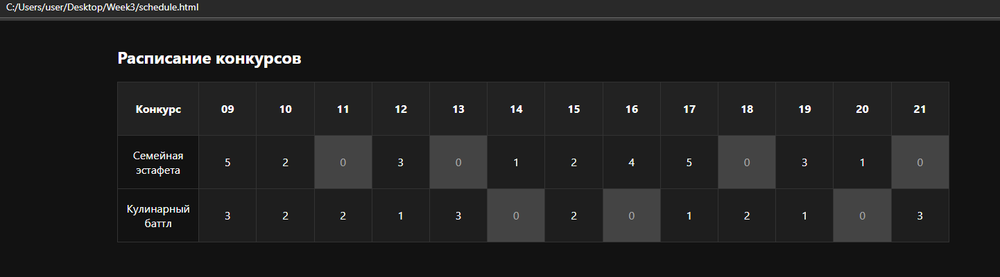 C:/Users/user/Desktop/Week3/schedule.html
Расписание конкурсов
Конкурс 09 10 11 12 13 14 15 16 17 18 19 20 21
Семейная
эстафета 5 2 0 3 0 1 2 4 5 0 3 1 0
Кулинарный
баттл 3 2 2 1 3 0 2 0 1 2 1 0 3